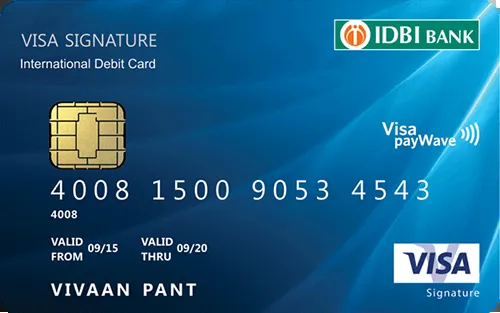 VISA SIGNATURE
IDBI BANK
International Debit Card
Visa
payWave
4008 1500 9053 4543
4008
VALID FROM 09/15 VALID THRU 09/20
VISA
Signature
VIVAAN PANT